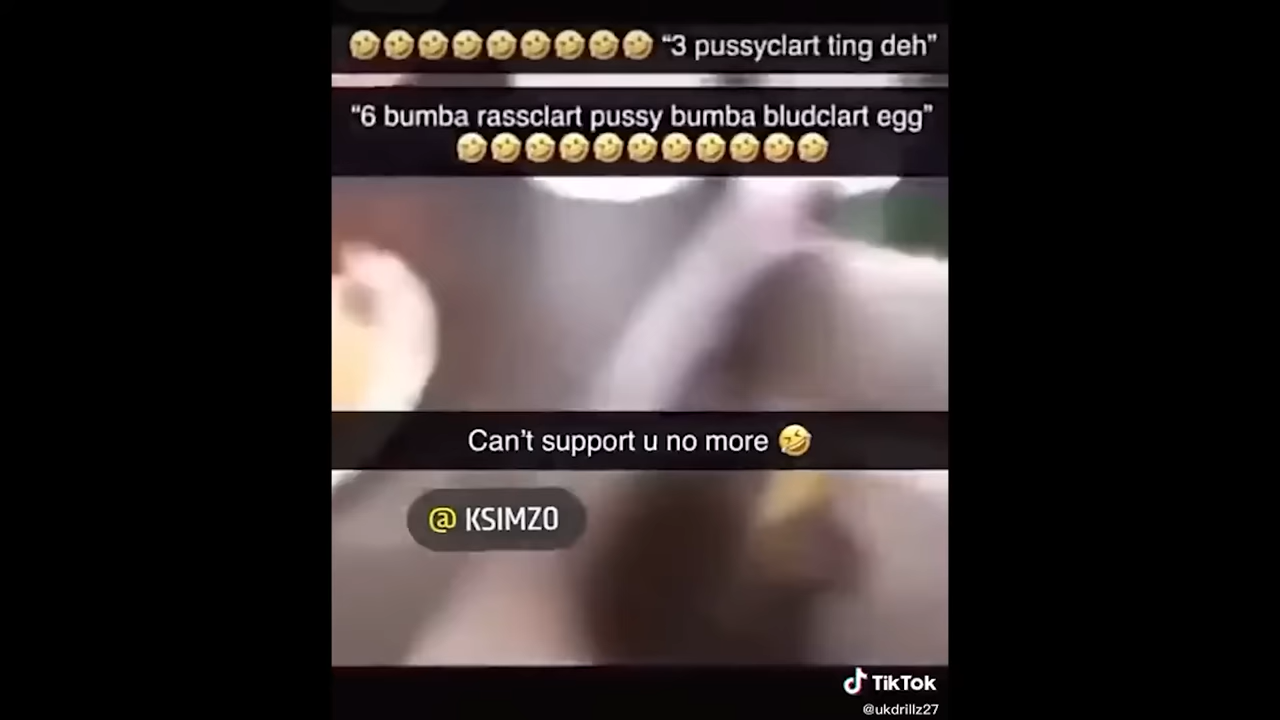 🤣🤣🤣🤣🤣🤣🤣🤣🤣 “3 pussyclart ting deh”
“6 bumba rassclart pussy bumba bludclart egg”
🤣🤣🤣🤣🤣🤣🤣🤣🤣🤣🤣
Can’t support u no more 🤣
@ KSIMZO
TikTok
@ukdrillz27